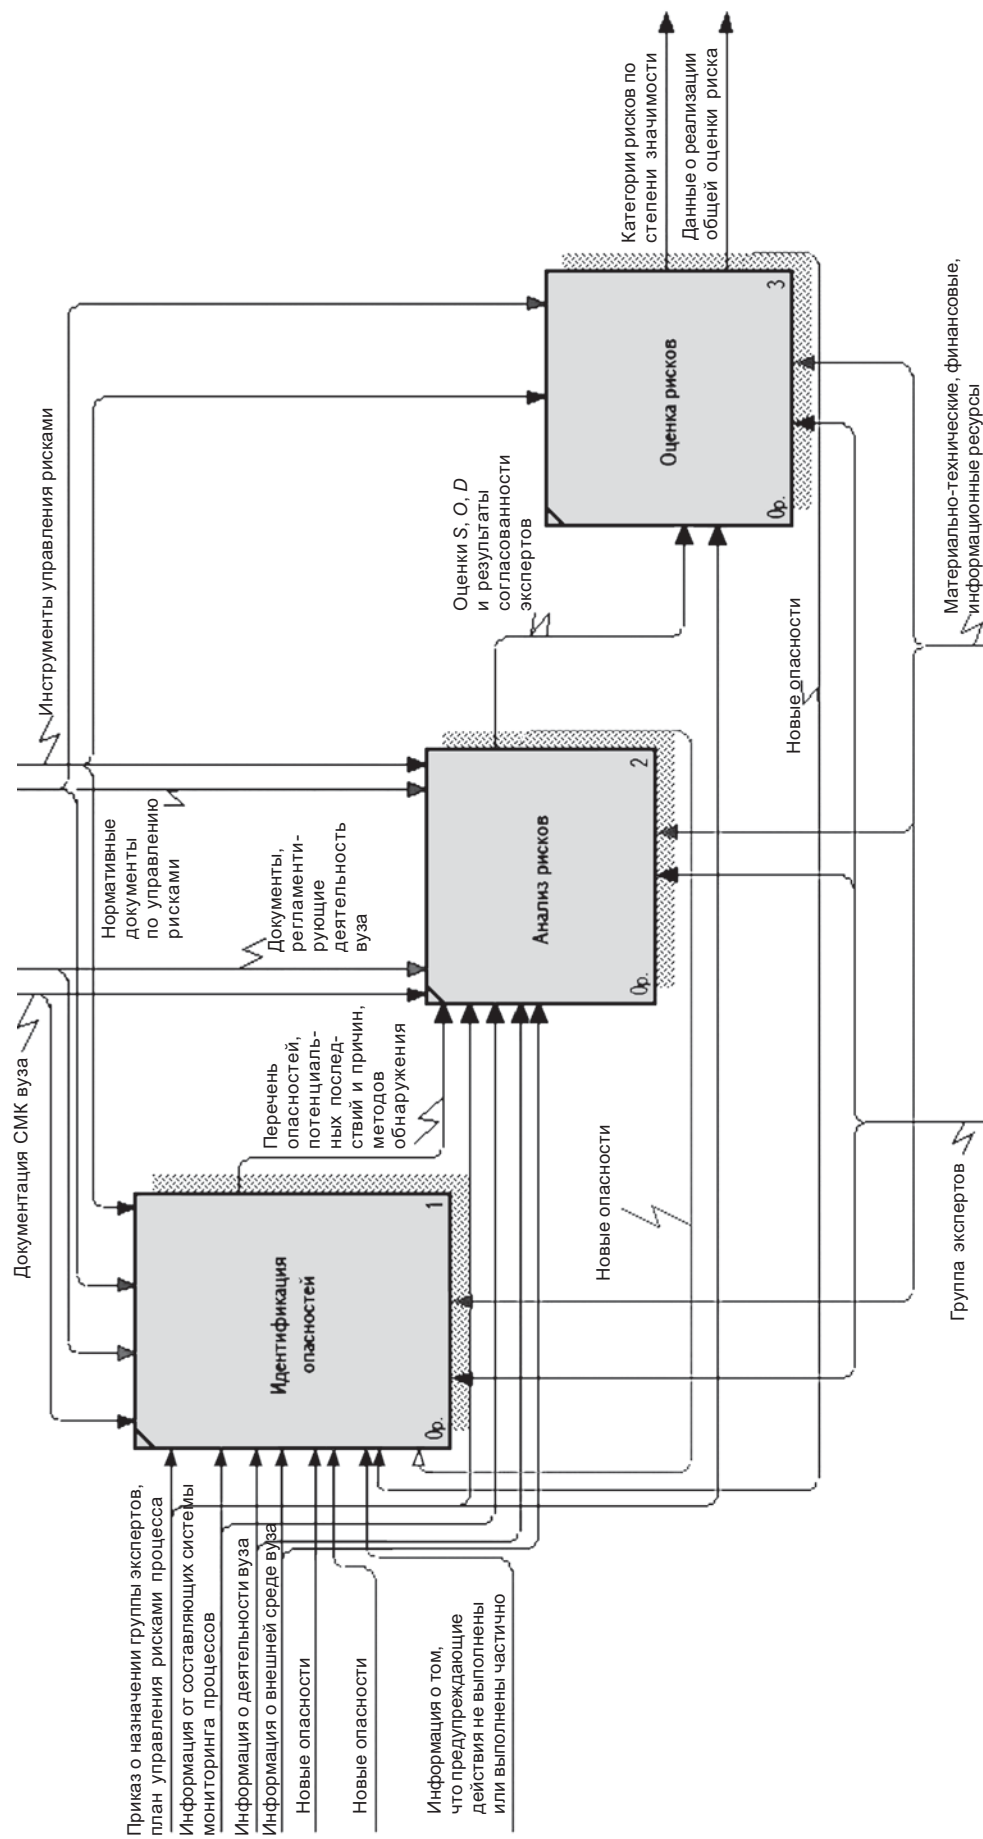 Документация СМК вуза
Инструменты управления рисками
Нормативные
документы
по управлению
рисками
Документы,
регламенти-
рующие
деятельность
вуза
Приказ о назначении группы экспертов,
план управления рисками процесса
Информация от составляющих системы
мониторинга процессов
Информация о деятельности вуза
Информация о внешней среде вуза
Новые опасности
Новые опасности
Информация о том,
что предупреждающие
действия не выполнены
или выполнены частично
Идентификация
опасностей
0р.
1
Перечень
опасностей,
потенциаль-
ных послед-
ствий и причин,
методов
обнаружения
Анализ рисков
0р.
2
Оценки S, O, D
и результаты
согласованности
экспертов
Оценка рисков
0р.
3
Категории рисков по
степени значимости
Данные о реализации
общей оценки риска
Новые опасности
Новые опасности
Группа экспертов
Материально-технические, финансовые,
информационные ресурсы